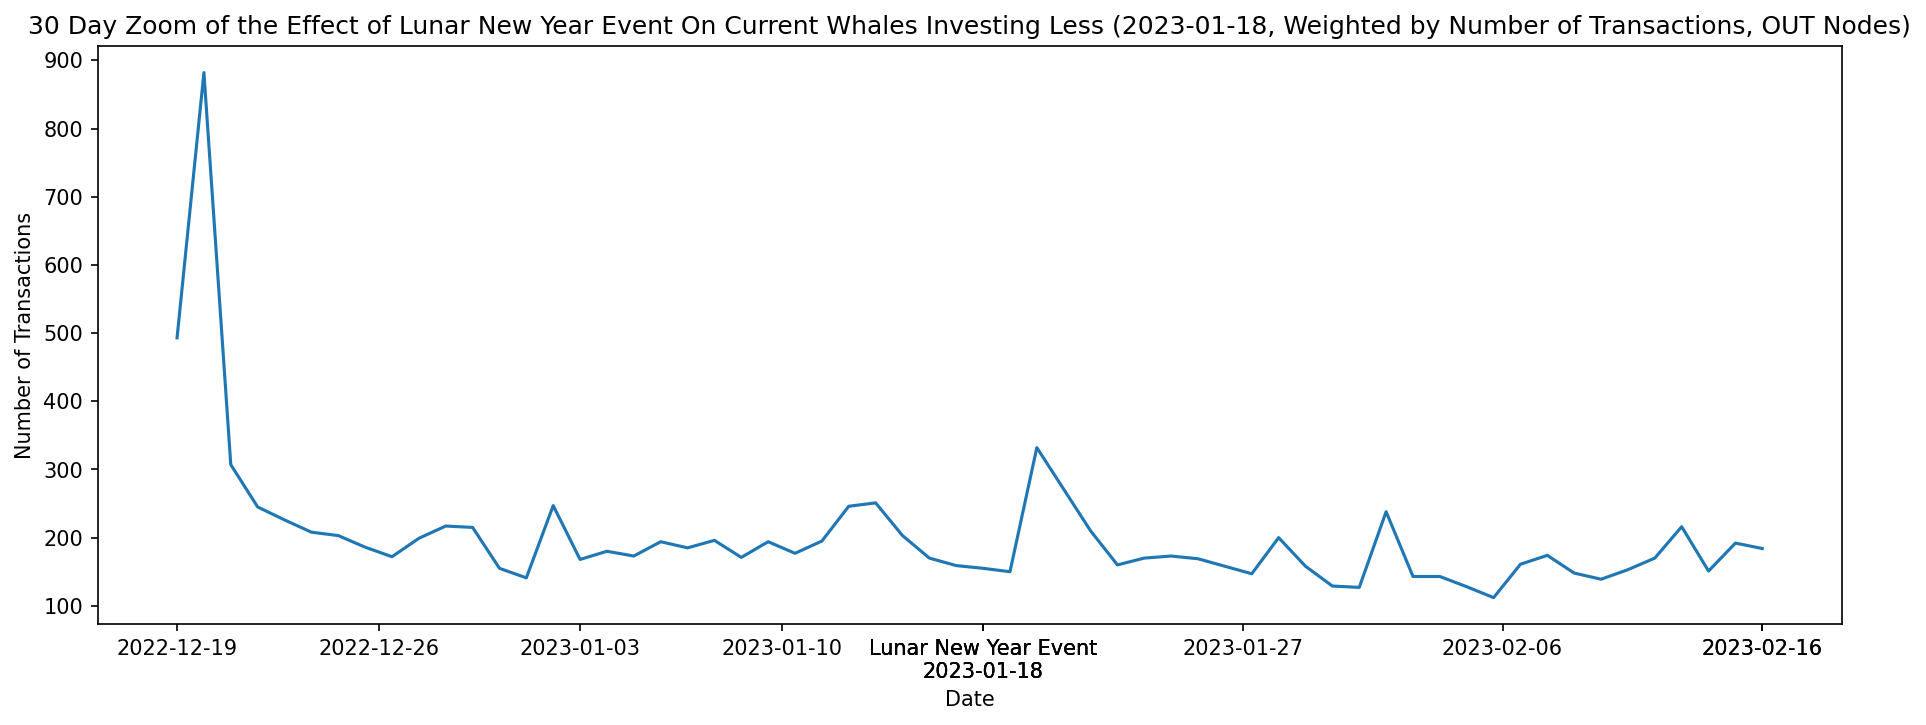 30 Day Zoom of the Effect of Lunar New Year Event On Current Whales Investing Less (2023-01-18, Weighted by Number of Transactions, OUT Nodes)
Number of Transactions
900
800
700
600
500
400
300
200
100
2022-12-19 2022-12-26 2023-01-03 2023-01-10 Lunar New Year Event 2023-01-27 2023-02-06 2023-02-16
2023-01-18
Date